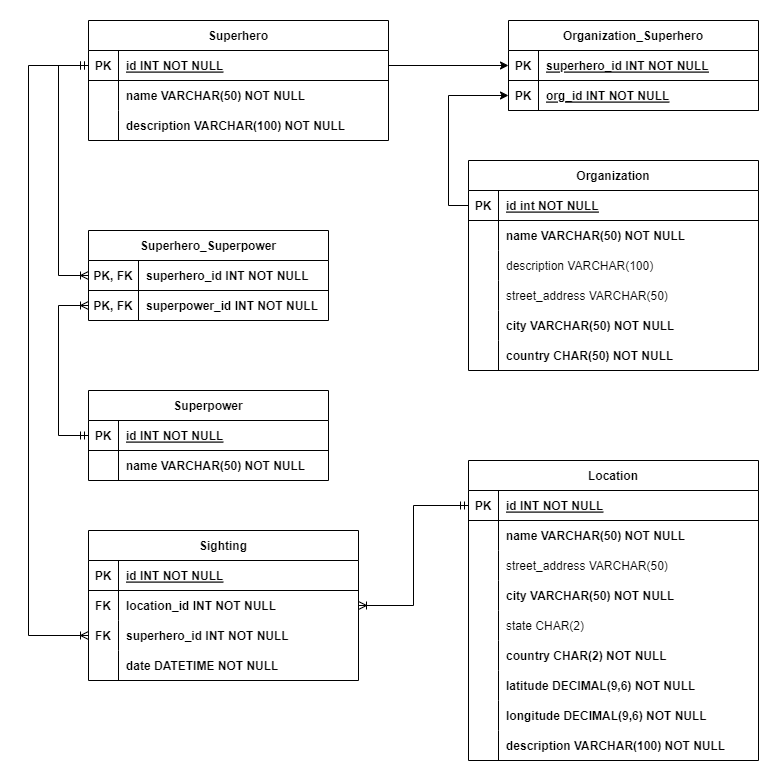 Superhero
PK id INT NOT NULL
name VARCHAR(50) NOT NULL
description VARCHAR(100) NOT NULL
Organization_Superhero
PK superhero_id INT NOT NULL
PK org_id INT NOT NULL
Organization
PK id int NOT NULL
name VARCHAR(50) NOT NULL
description VARCHAR(100)
street_address VARCHAR(50)
city VARCHAR(50) NOT NULL
country CHAR(50) NOT NULL
Superhero_Superpower
PK, FK superhero_id INT NOT NULL
PK, FK superpower_id INT NOT NULL
Superpower
PK id INT NOT NULL
name VARCHAR(50) NOT NULL
Sighting
PK id INT NOT NULL
FK location_id INT NOT NULL
FK superhero_id INT NOT NULL
date DATETIME NOT NULL
Location
PK id INT NOT NULL
name VARCHAR(50) NOT NULL
street_address VARCHAR(50)
city VARCHAR(50) NOT NULL
state CHAR(2)
country CHAR(2) NOT NULL
latitude DECIMAL(9,6) NOT NULL
longitude DECIMAL(9,6) NOT NULL
description VARCHAR(100) NOT NULL